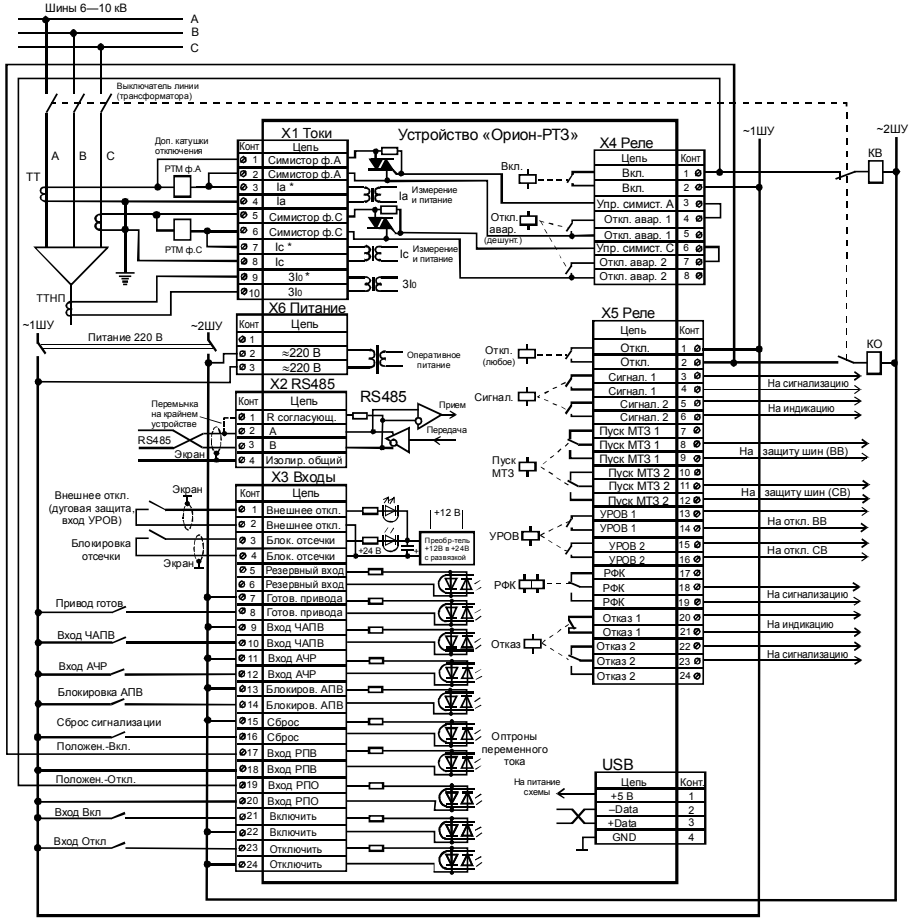 Шины 6—10 кВ
А
В
С
Выключатель линии
(трансформатора)
А В С
ТТ
Доп. катушки
отключения
РТМ ф.А
РТМ ф.С
ТТНП
Устройство «Орион-РТЗ»
Х1 Токи
Конт Цепь
1 Симистор ф.А
2 Симистор ф.А
3 Ia *
4 Ia
5 Симистор ф.С
6 Симистор ф.С
7 Ic *
8 Ic
9 3I0 *
10 3I0
Ia Измерение
и питание
Ic Измерение
и питание
3I0
~1ШУ
~2ШУ
Питание 220 В
Х6 Питание
Конт Цепь
1
2 ≈220 В
3 ≈220 В
Оперативное
питание
Х2 RS485
Конт Цепь
1 R согласующ.
2 А
3 В
4 Изолир. общий
Перемычка
на крайнем
устройстве
RS485
Экран
RS485
Прием
Передача
Х3 Входы
Конт Цепь
1 Внешнее откл.
2 Внешнее откл.
3 Блок. отсечки
4 Блок. отсечки
5 Резервный вход
6 Резервный вход
7 Готов. привода
8 Готов. привода
9 Вход ЧАПВ
10 Вход ЧАПВ
11 Вход АЧР
12 Вход АЧР
13 Блокиров. АПВ
14 Блокиров. АПВ
15 Сброс
16 Сброс
17 Вход РПВ
18 Вход РПВ
19 Вход РПО
20 Вход РПО
21 Включить
22 Включить
23 Отключить
24 Отключить
Экран
Внешнее откл.
(дуговая защита,
вход УРОВ)
Блокировка
отсечки
Экран
Привод готов
Вход ЧАПВ
Вход АЧР
Блокировка АПВ
Сброс сигнализации
Положен.-Вкл.
Положен.-Откл.
Вход Вкл
Вход Откл
+12 В
+24 В
Преобр-тель
+12В в +24В
с развязкой
Оптроны
переменного
тока
Х4 Реле
Цепь Конт
Вкл. 1
Вкл. 2
Упр. симист. А 3
Откл. авар. 1 4
Откл. авар. 1 5
Упр. симист. С 6
Откл. авар. 2 7
Откл. авар. 2 8
Вкл.
Откл.
авар.
(дешунт.)
~1ШУ
~2ШУ
КВ
КО
Х5 Реле
Цепь Конт
Откл. 1
Откл. 2
Сигнал. 1 3
Сигнал. 1 4
Сигнал. 2 5
Сигнал. 2 6
Пуск МТЗ 1 7
Пуск МТЗ 1 8
Пуск МТЗ 1 9
Пуск МТЗ 2 10
Пуск МТЗ 2 11
Пуск МТЗ 2 12
УРОВ 1 13
УРОВ 1 14
УРОВ 2 15
УРОВ 2 16
РФК 17
РФК 18
РФК 19
Отказ 1 20
Отказ 1 21
Отказ 2 22
Отказ 2 23
Отказ 2 24
Откл.
(любое)
Сигнал.
Пуск
МТЗ
УРОВ
РФК
Отказ
На сигнализацию
На индикацию
На защиту шин (ВВ)
На защиту шин (СВ)
На откл. ВВ
На откл. СВ
На сигнализацию
На индикацию
На сигнализацию
USB
Цепь Конт
+5 В 1
–Data 2
+Data 3
GND 4
На питание
схемы